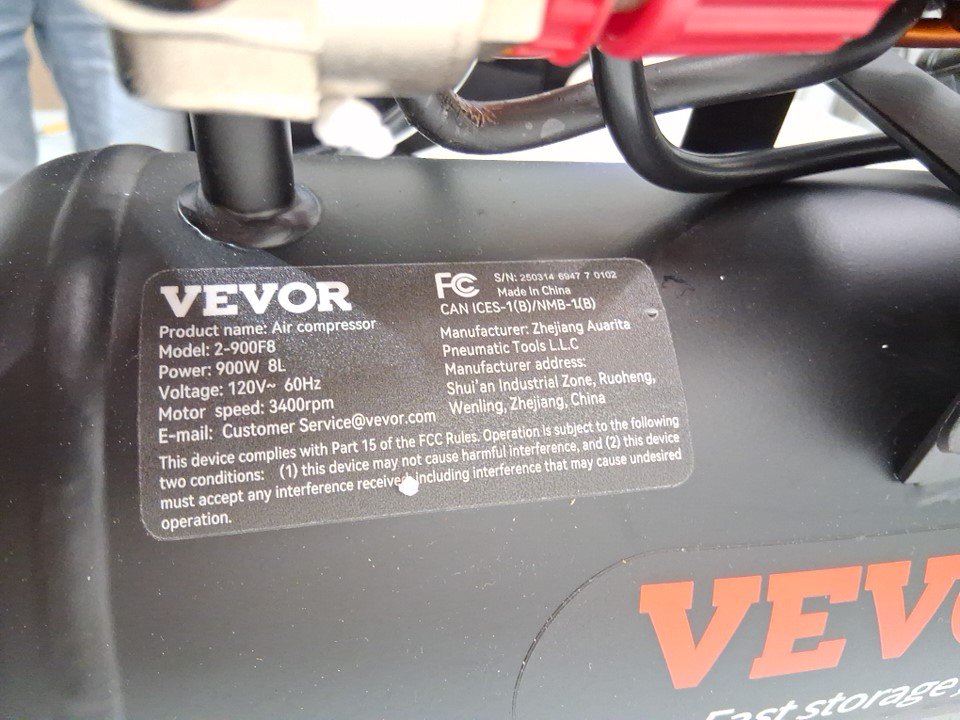 VEVOR
Product name: Air compressor
Model: 2-900F8
Power: 900W 8L
Voltage: 120V~ 60Hz
Motor speed: 3400rpm
E-mail: Customer Service@vevor.com
FC
S/N: 250314 6947 7 0102
Made in China
CAN ICES-1(B)/NMB-1(B)
Manufacturer: Zhejiang Auarita
Pneumatic Tools L.L.C
Manufacturer address:
Shui'an Industrial Zone, Ruoheng,
Wenling, Zhejiang, China
This device complies with Part 15 of the FCC Rules. Operation is subject to the following
two conditions: (1) this device may not cause harmful interference, and (2) this device
must accept any interference received, including interference that may cause undesired
operation.
VEVO
Fast storage